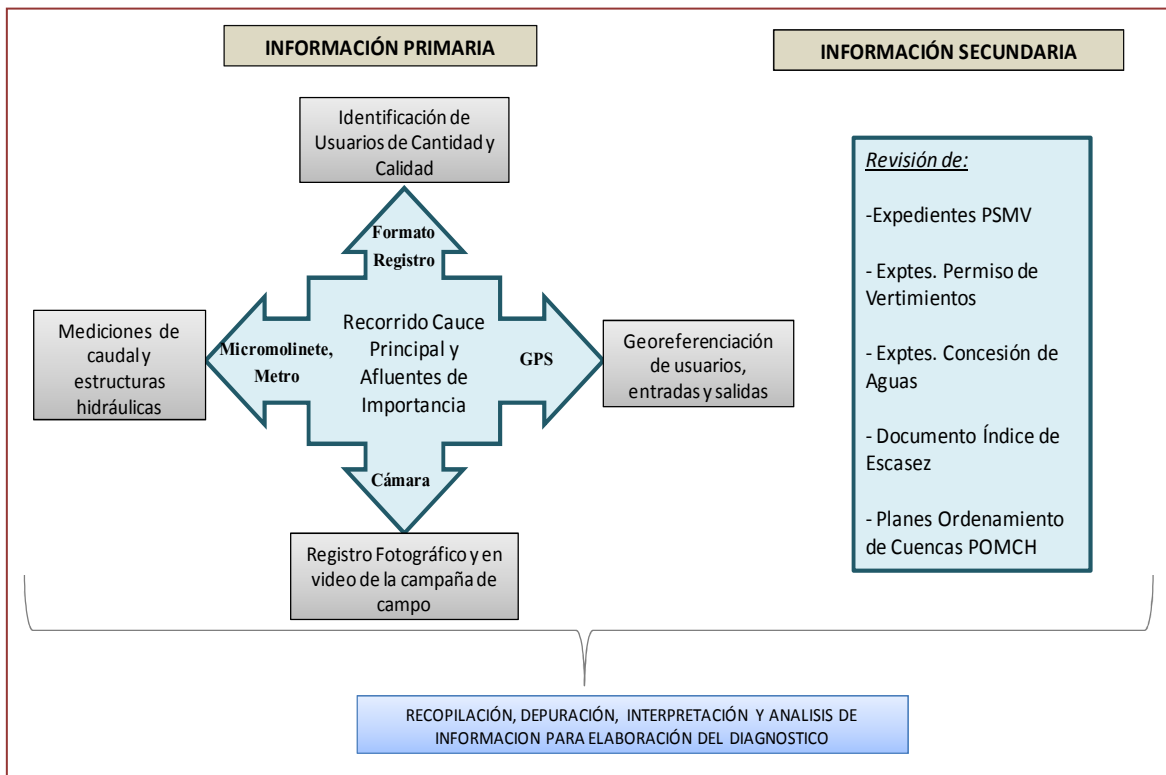 INFORMACIÓN PRIMARIA
INFORMACIÓN SECUNDARIA
Identificación de
Usuarios de Cantidad y
Calidad
Formato
Registro
Mediciones de
caudal y
estructuras
hidráulicas
Micromolinete,
Metro
Recorrido Cauce
Principal y
Afluentes de
Importancia
GPS
Georeferenciación
de usuarios,
entradas y salidas
Cámara
Registro Fotográfico y en
video de la campaña de
campo
Revisión de:
-Expedientes PSMV
- Exptes. Permiso de
Vertimientos
- Exptes. Concesión de
Aguas
- Documento Índice de
Escasez
- Planes Ordenamiento
de Cuencas POMCH
RECOPILACIÓN, DEPURACIÓN, INTERPRETACIÓN Y ANALISIS DE
INFORMACION PARA ELABORACIÓN DEL DIAGNOSTICO